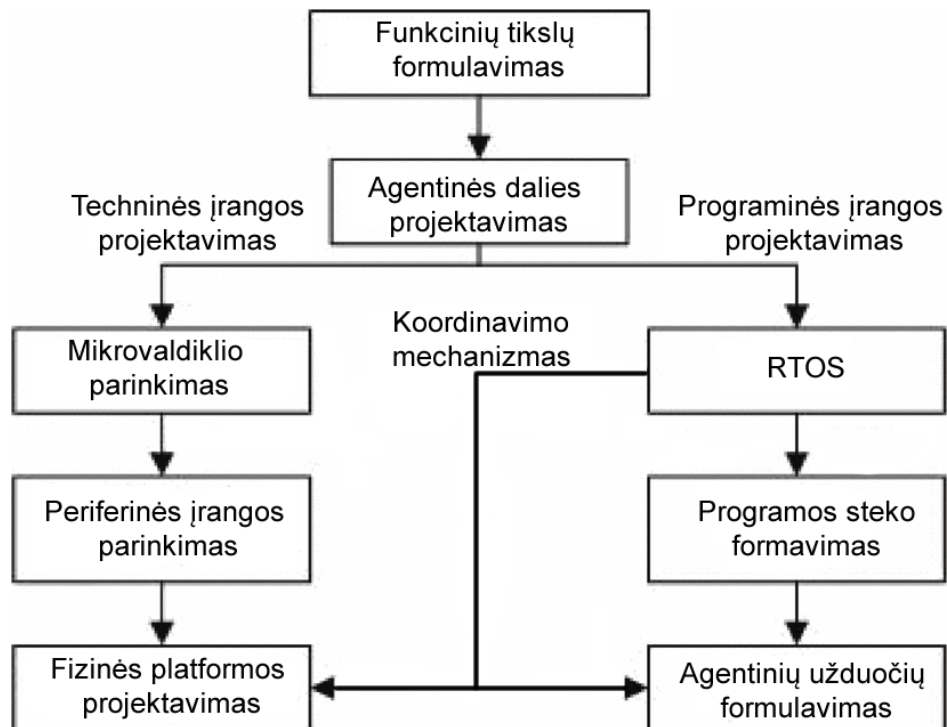 Funkcinių tikslų
formulavimas
Agentinės dalies
projektavimas
Techninės įrangos
projektavimas
Programinės įrangos
projektavimas
Mikrovaldiklio
parinkimas
Koordinavimo
mechanizmas
RTOS
Periferinės įrangos
parinkimas
Programos steko
formavimas
Fizinės platformos
projektavimas
Agentinių užduočių
formulavimas